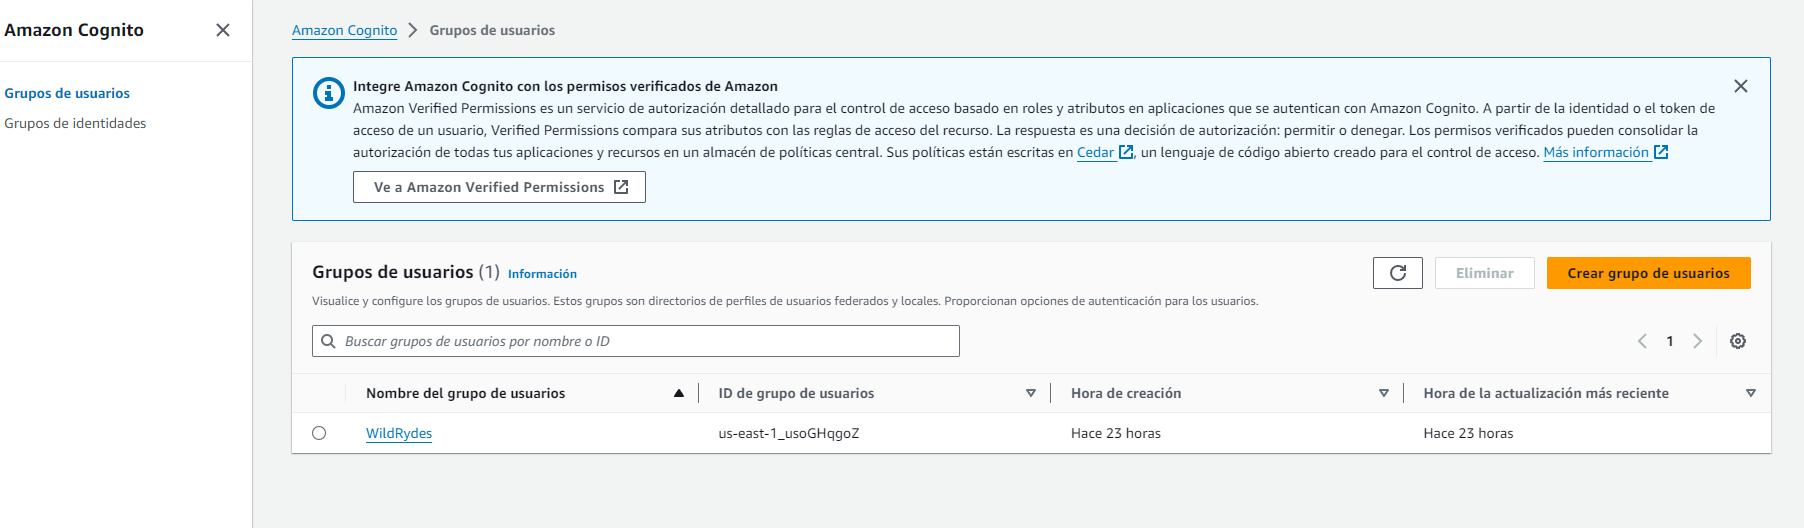 Amazon Cognito
Grupos de usuarios
Grupos de identidades
Amazon Cognito
Grupos de usuarios
Integre Amazon Cognito con los permisos verificados de Amazon
Amazon Verified Permissions es un servicio de autorización detallado para el control de acceso basado en roles y atributos en aplicaciones que se autentican con Amazon Cognito. A partir de la identidad o el token de
acceso de un usuario, Verified Permissions compara sus atributos con las reglas de acceso del recurso. La respuesta es una decisión de autorización: permitir o denegar. Los permisos verificados pueden consolidar la
autorización de todas tus aplicaciones y recursos en un almacén de políticas central. Sus políticas están escritas en Cedar, un lenguaje de código abierto creado para el control de acceso. Más información
Ve a Amazon Verified Permissions
Grupos de usuarios (1) Información
Eliminar
Crear grupo de usuarios
Visualice y configure los grupos de usuarios. Estos grupos son directorios de perfiles de usuarios federados y locales. Proporcionan opciones de autenticación para los usuarios.
Buscar grupos de usuarios por nombre o ID
1
Nombre del grupo de usuarios
ID de grupo de usuarios
Hora de creación
Hora de la actualización más reciente
WildRydes
us-east-1_usoGHqgoZ
Hace 23 horas
Hace 23 horas